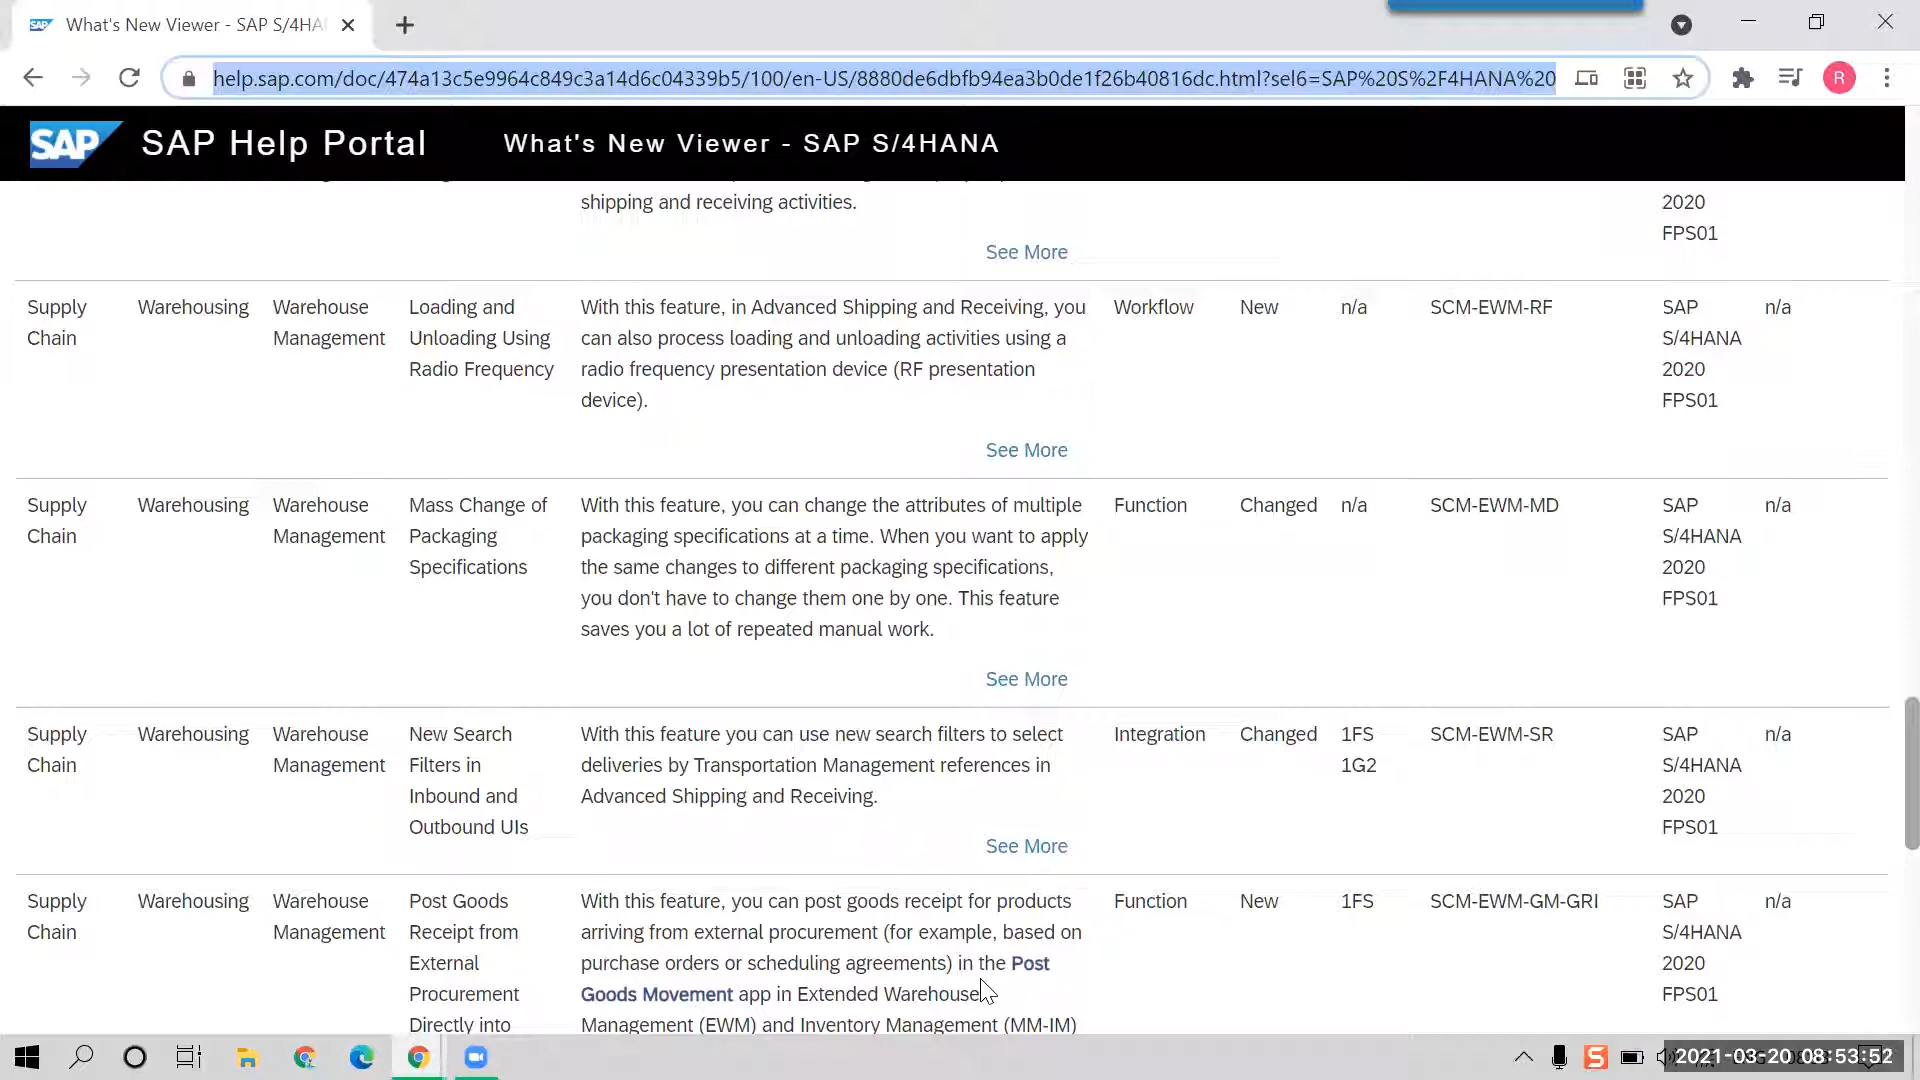 SAP What's New Viewer - SAP S/4HA
help.sap.com/doc/474a13c5e9964c849c3a14d6c04339b5/100/en-US/8880de6dbfb94ea3b0de1f26b40816dc.html?sel6=SAP%20S%2F4HANA%20 R
SAP SAP Help Portal What's New Viewer - SAP S/4HANA
shipping and receiving activities.
See More
2020
FPS01
Supply
Chain
Warehousing
Warehouse
Management
Loading and
Unloading Using
Radio Frequency
With this feature, in Advanced Shipping and Receiving, you
can also process loading and unloading activities using a
radio frequency presentation device (RF presentation
device).
See More
Workflow
New
n/a
SCM-EWM-RF
SAP
S/4HANA
2020
FPS01
n/a
Supply
Chain
Warehousing
Warehouse
Management
Mass Change of
Packaging
Specifications
With this feature, you can change the attributes of multiple
packaging specifications at a time. When you want to apply
the same changes to different packaging specifications,
you don't have to change them one by one. This feature
saves you a lot of repeated manual work.
See More
Function
Changed
n/a
SCM-EWM-MD
SAP
S/4HANA
2020
FPS01
n/a
Supply
Chain
Warehousing
Warehouse
Management
New Search
Filters in
Inbound and
Outbound UIs
With this feature you can use new search filters to select
deliveries by Transportation Management references in
Advanced Shipping and Receiving.
See More
Integration
Changed
1FS
1G2
SCM-EWM-SR
SAP
S/4HANA
2020
FPS01
n/a
Supply
Chain
Warehousing
Warehouse
Management
Post Goods
Receipt from
External
Procurement
Directly into
With this feature, you can post goods receipt for products
arriving from external procurement (for example, based on
purchase orders or scheduling agreements) in the Post
Goods Movement app in Extended Warehouse
Management (EWM) and Inventory Management (MM-IM)
Function
New
1FS
SCM-EWM-GM-GRI
SAP
S/4HANA
2020
FPS01
n/a
2021-03-20 08:53:52